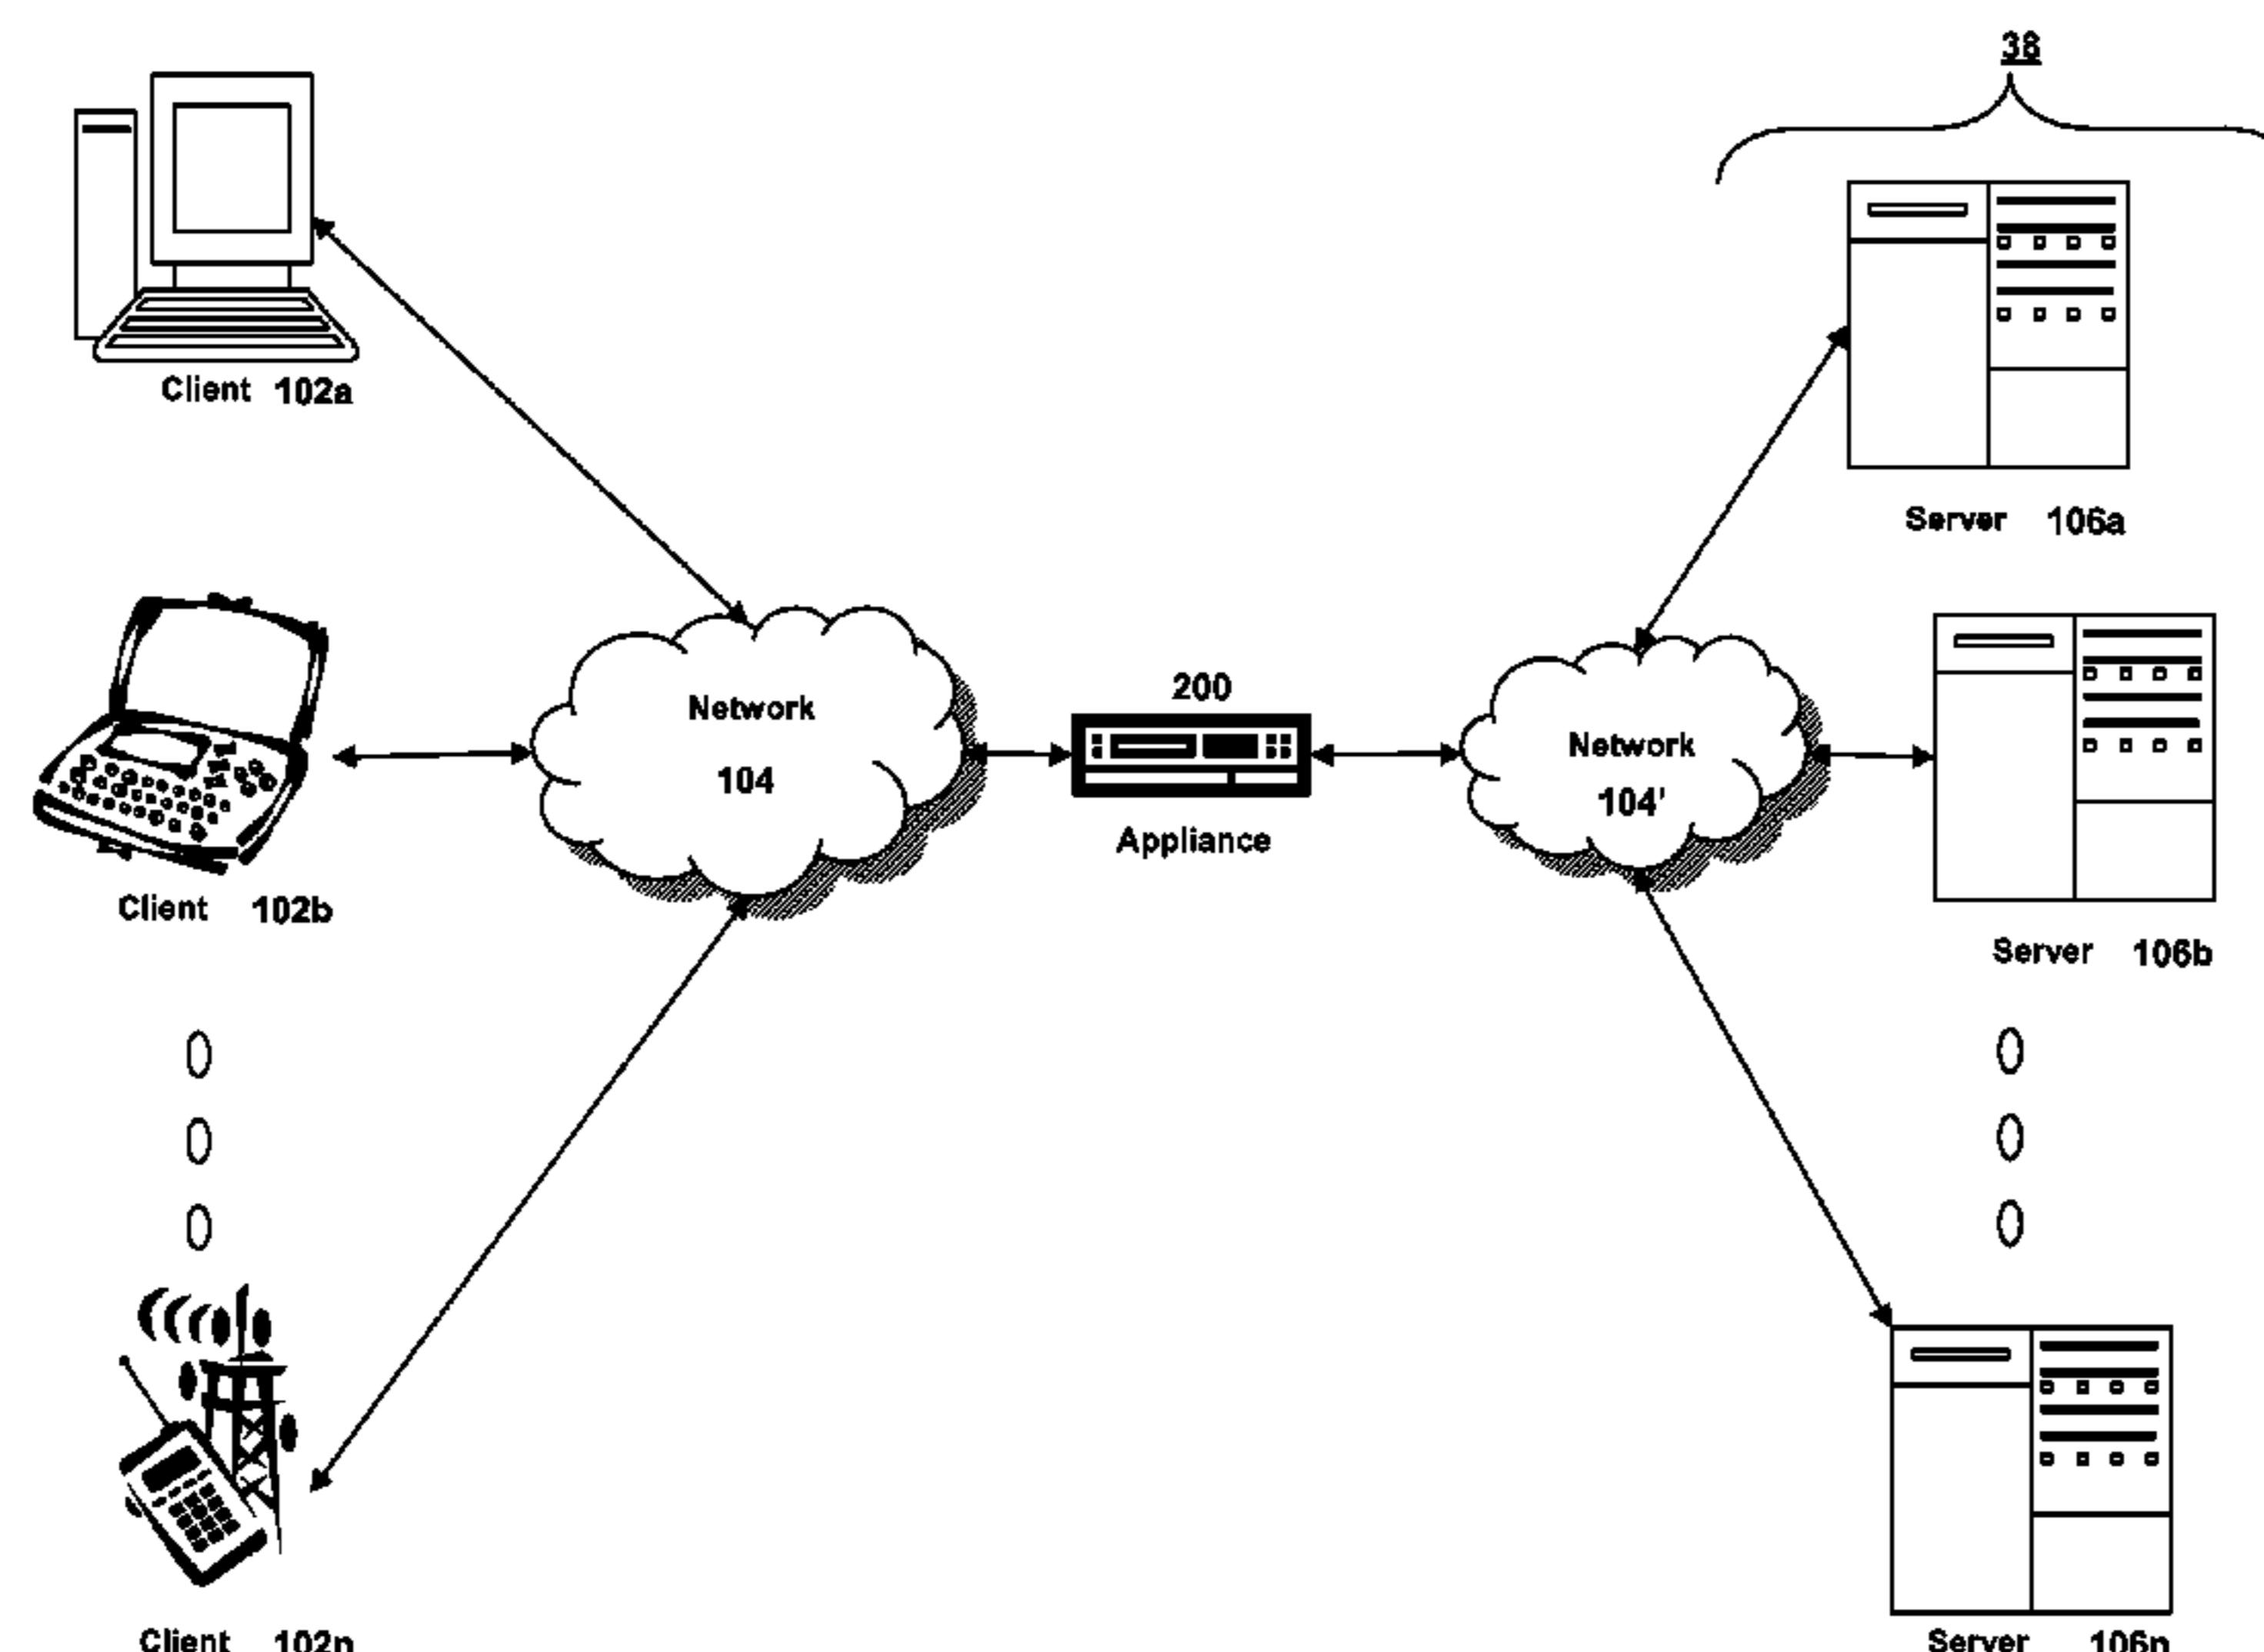 38
Client 102a
Server 106a
Network
104
200
Appliance
Network
104'
Client 102b
Server 106b
Client 102n
Server 106n